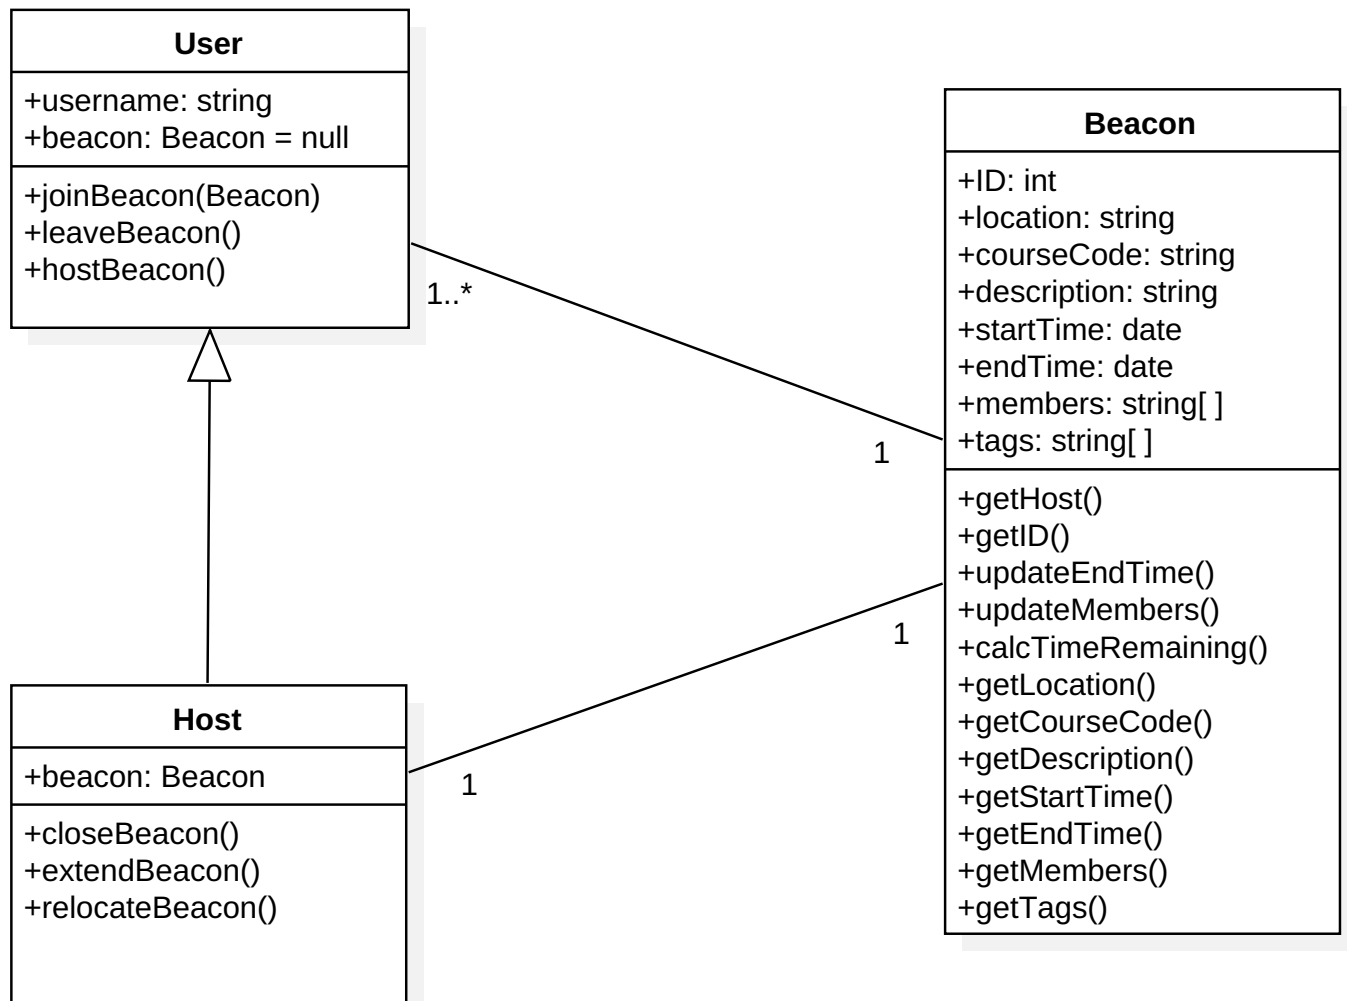 User
+username: string
+beacon: Beacon = null
+joinBeacon(Beacon)
+leaveBeacon()
+hostBeacon()
1..*
1
Beacon
+ID: int
+location: string
+courseCode: string
+description: string
+startTime: date
+endTime: date
+members: string[ ]
+tags: string[ ]
+getHost()
+getID()
+updateEndTime()
+updateMembers()
+calcTimeRemaining()
+getLocation()
+getCourseCode()
+getDescription()
+getStartTime()
+getEndTime()
+getMembers()
+getTags()
1
1
Host
+beacon: Beacon
+closeBeacon()
+extendBeacon()
+relocateBeacon()